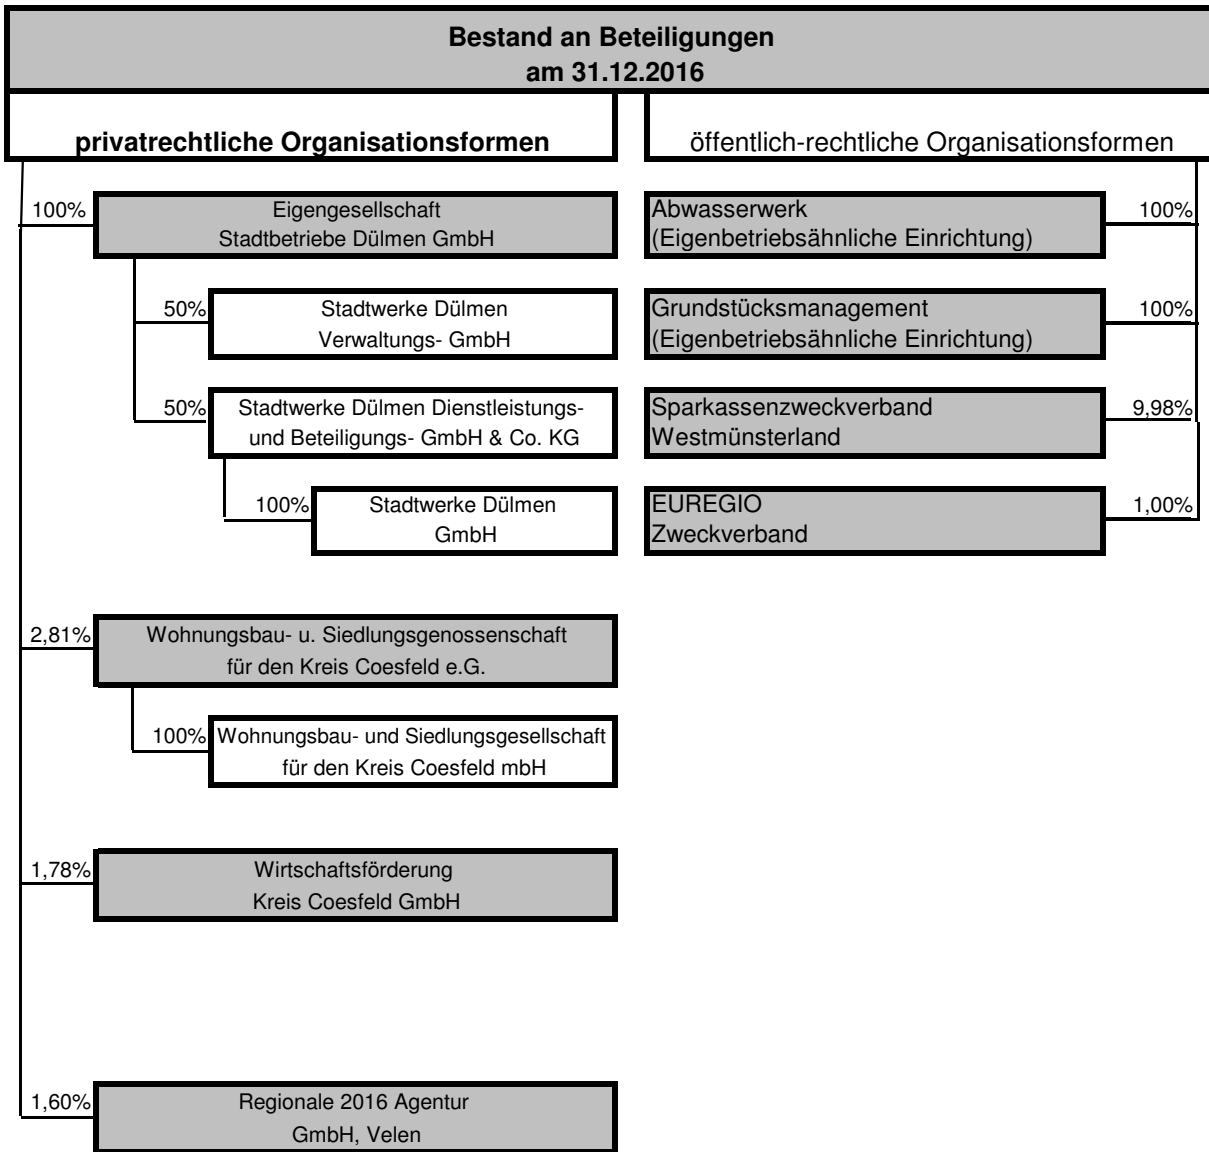 Bestand an Beteiligungen
am 31.12.2016
privatrechtliche Organisationsformen
öffentlich-rechtliche Organisationsformen
100%
Eigengesellschaft
Stadtbetriebe Dülmen GmbH
50%
Stadtwerke Dülmen
Verwaltungs- GmbH
50%
Stadtwerke Dülmen Dienstleistungs-
und Beteiligungs- GmbH & Co. KG
100%
Stadtwerke Dülmen
GmbH
2,81%
Wohnungsbau- u. Siedlungsgenossenschaft
für den Kreis Coesfeld e.G.
100%
Wohnungsbau- und Siedlungsgesellschaft
für den Kreis Coesfeld mbH
1,78%
Wirtschaftsförderung
Kreis Coesfeld GmbH
1,60%
Regionale 2016 Agentur
GmbH, Velen
Abwasserwerk
(Eigenbetriebsähnliche Einrichtung)
100%
Grundstücksmanagement
(Eigenbetriebsähnliche Einrichtung)
100%
Sparkassenzweckverband
Westmünsterland
9,98%
EUREGIO
Zweckverband
1,00%